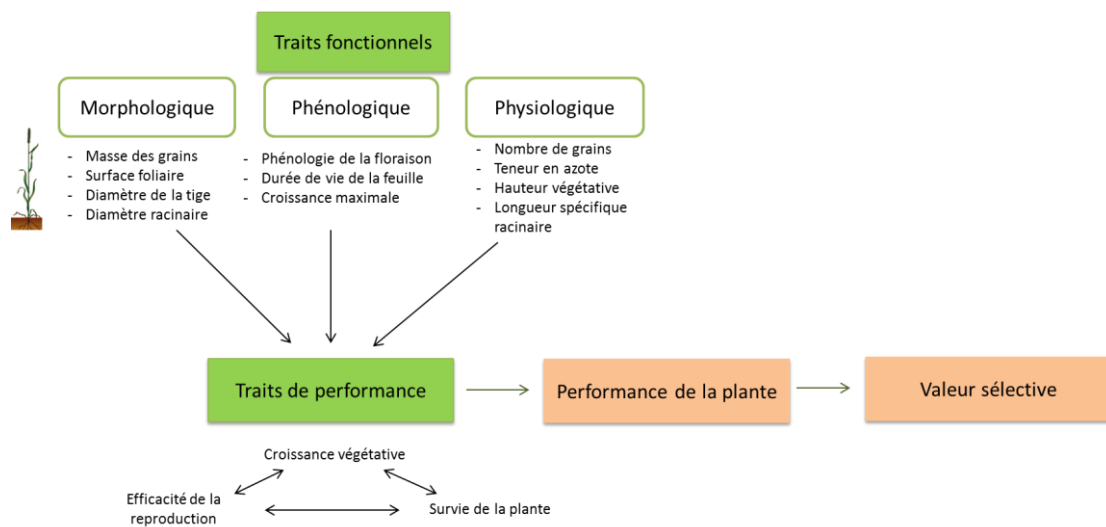 Traits fonctionnels
Morphologique
- Masse des grains
- Surface foliaire
- Diamètre de la tige
- Diamètre racinaire
Phénologique
- Phénologie de la floraison
- Durée de vie de la feuille
- Croissance maximale
Physiologique
- Nombre de grains
- Teneur en azote
- Hauteur végétative
- Longueur spécifique
racinaire
Traits de performance
Performance de la plante
Valeur sélective
Croissance végétative
Efficacité de la
reproduction
Survie de la plante